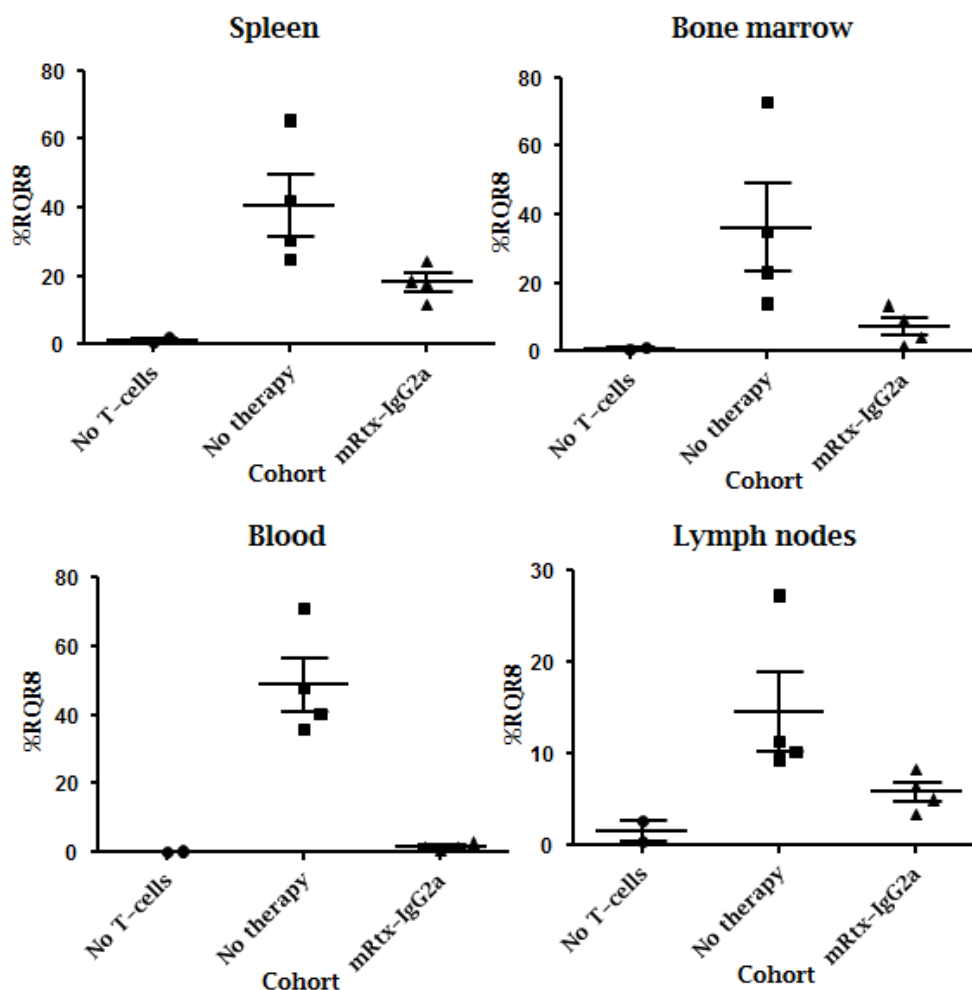 Spleen
80
60
40
20
0
%RQR8
No T-cells
No therapy
mRtx-IgG2a
Cohort
Bone marrow
80
60
40
20
0
%RQR8
No T-cells
No therapy
mRtx-IgG2a
Cohort
Blood
80
60
40
20
0
%RQR8
No T-cells
No therapy
mRtx-IgG2a
Cohort
Lymph nodes
30
20
10
0
%RQR8
No T-cells
No therapy
mRtx-IgG2a
Cohort